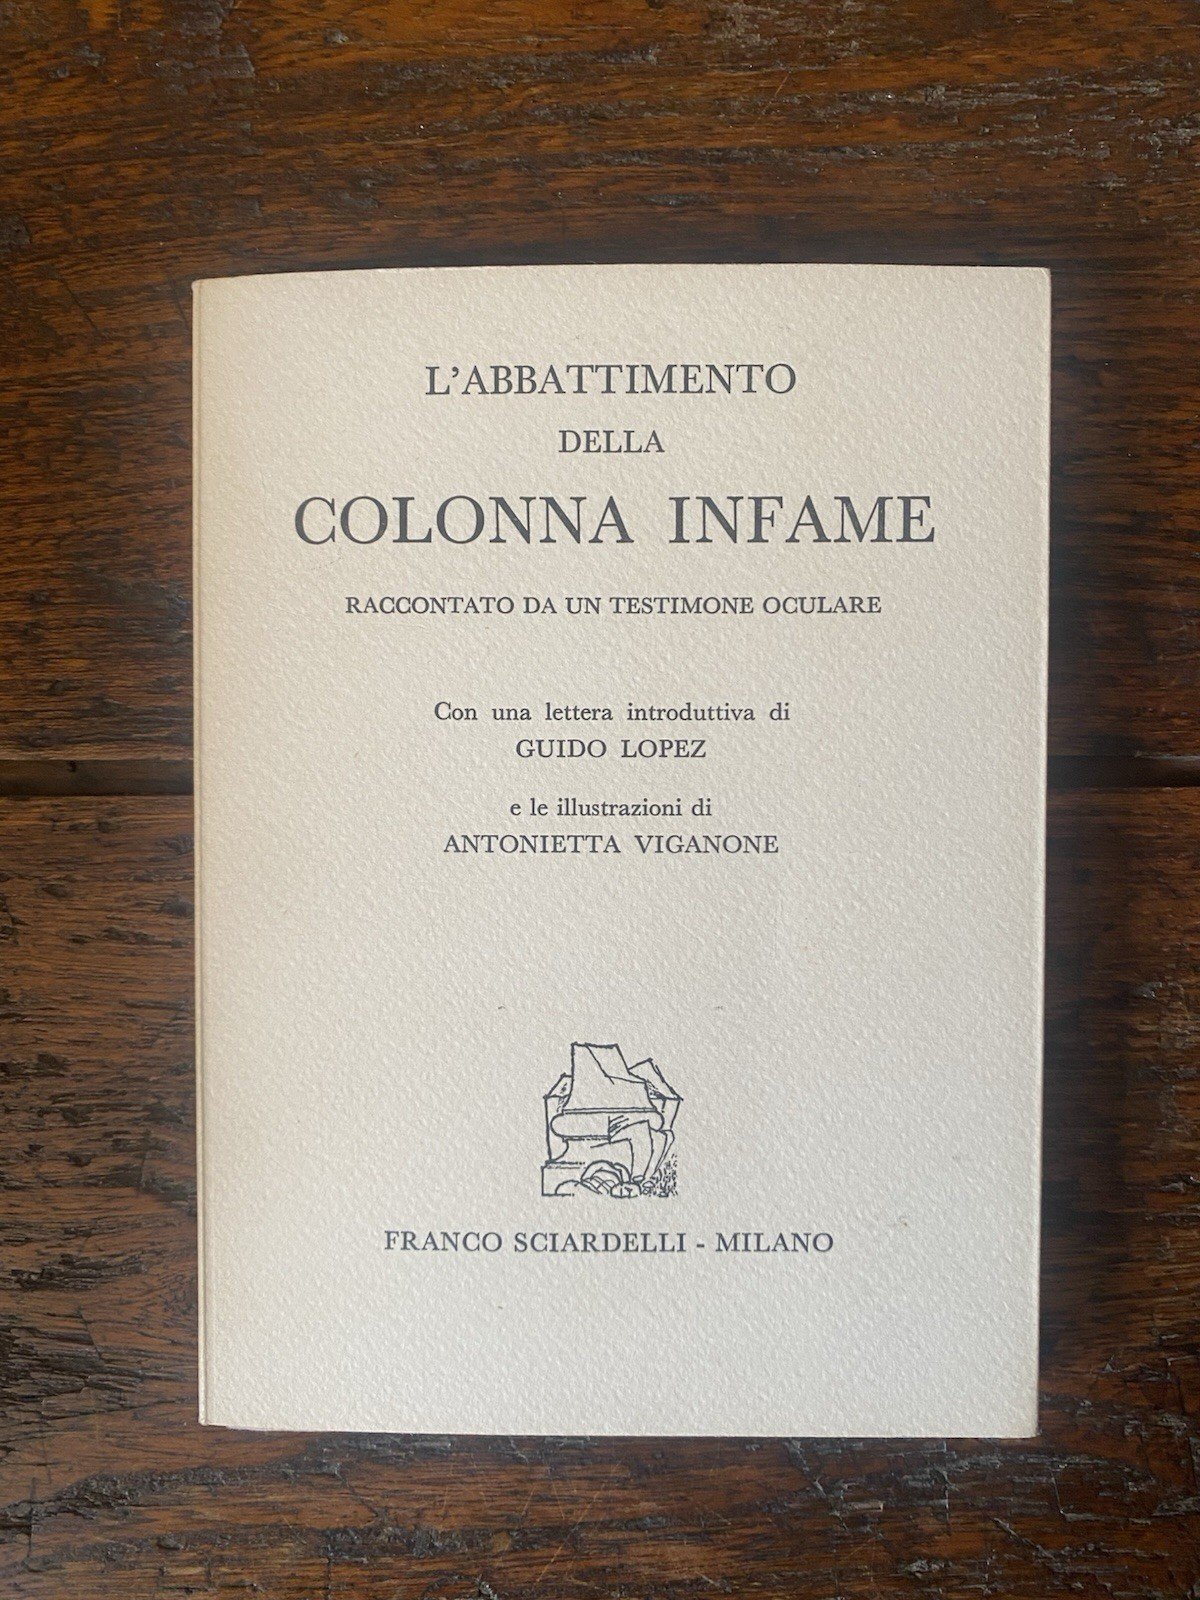 L'ABBATTIMENTO
DELLA
COLONNA INFAME
RACCONTATO DA UN TESTIMONE OCULARE
Con una lettera introduttiva di
GUIDO LOPEZ
e le illustrazioni di
ANTONIETTA VIGANONE
FRANCO SCIARDELLI - MILANO